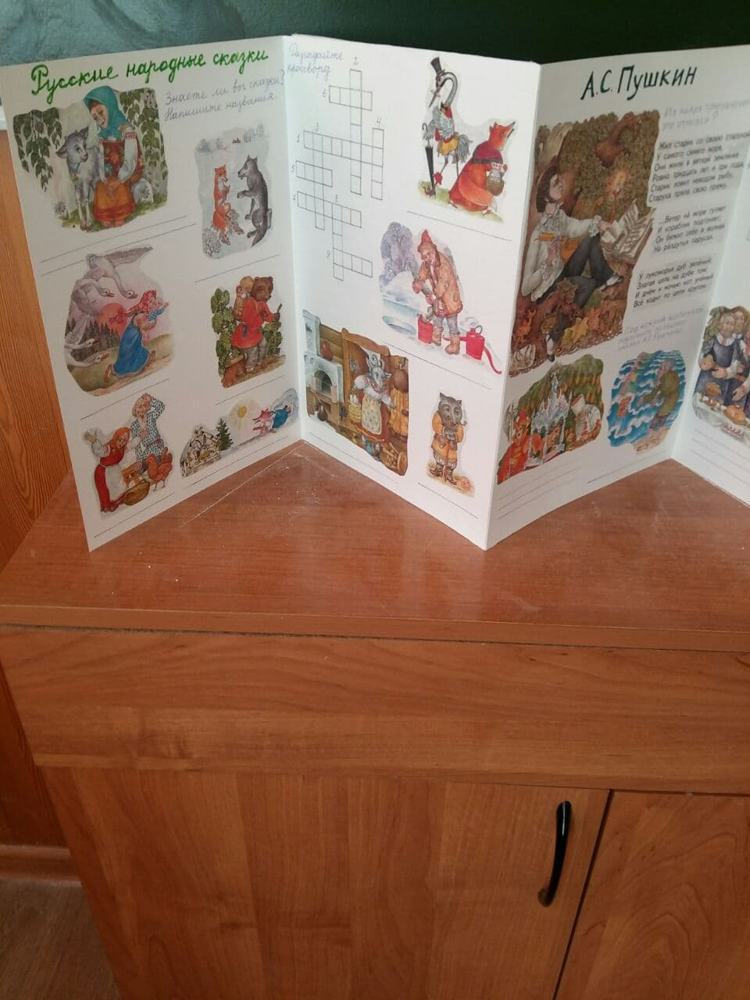 Русские народные сказки
Знаете ли вы сказки?
Напишите названия.
Разгадайте
кроссворд
2
6
3
4
1
5
7
8
9
А.С. Пушкин
Из каких произведений
эти отрывки?
Жил старик со своею старухой
У самого синего моря.
Они жили в ветхой землянке
Ровно тридцать лет и три года.
Старик ловил неводом рыбу,
Старуха пряла свою пряжу.
...Ветер на море гуляет
И кораблик подгоняет;
Он бежит себе в волнах
На раздутых парусах.
У лукоморья дуб зелёный;
Златая цепь на дубе том;
И днём и ночью кот учёный
Всё ходит по цепи кругом.
Под каждой